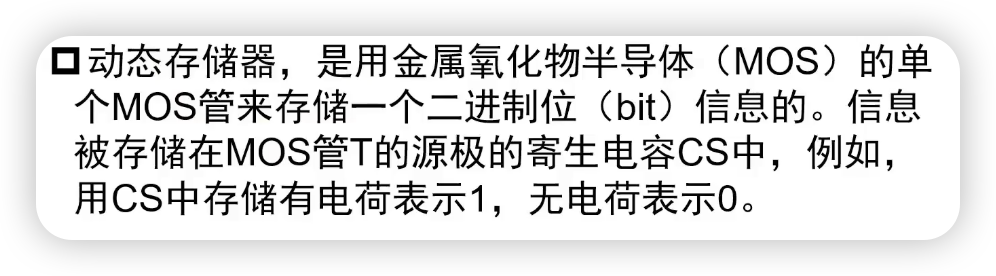 动态存储器，是用金属氧化物半导体（MOS）的单
个MOS管来存储一个二进制位（bit）信息的。信息
被存储在MOS管T的源极的寄生电容CS中，例如，
用CS中存储有电荷表示1，无电荷表示0。